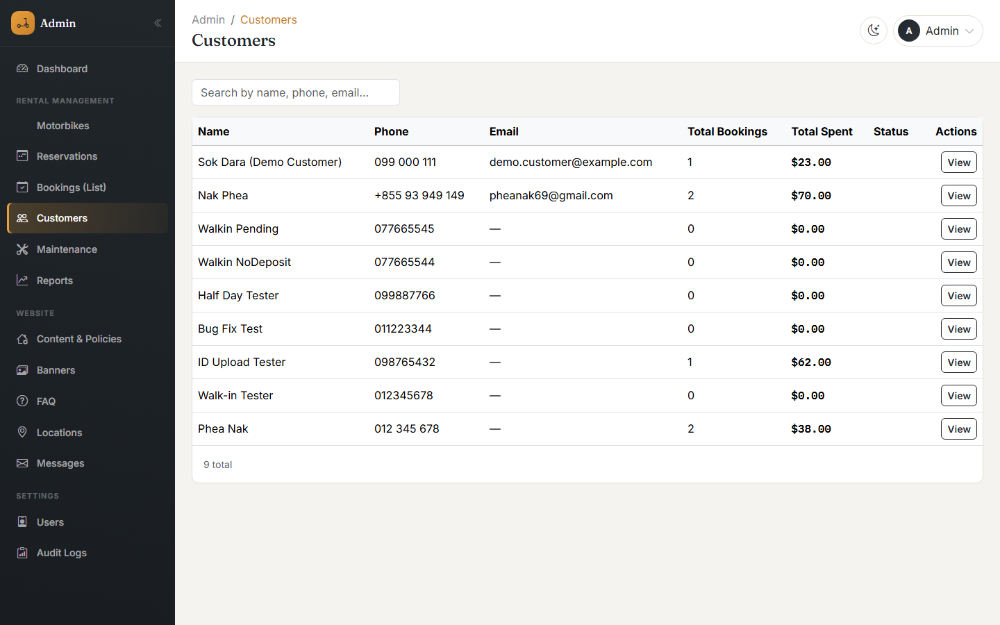 Admin
Dashboard
RENTAL MANAGEMENT
Motorbikes
Reservations
Bookings (List)
Customers
Maintenance
Reports
WEBSITE
Content & Policies
Banners
FAQ
Locations
Messages
SETTINGS
Users
Audit Logs
Admin / Customers
Customers
A Admin
Search by name, phone, email...
Name Phone Email Total Bookings Total Spent Status Actions
Sok Dara (Demo Customer) 099 000 111 demo.customer@example.com 1 $23.00 View
Nak Phea +855 93 949 149 pheanak69@gmail.com 2 $70.00 View
Walkin Pending 077665545 — 0 $0.00 View
Walkin NoDeposit 077665544 — 0 $0.00 View
Half Day Tester 099887766 — 0 $0.00 View
Bug Fix Test 011223344 — 0 $0.00 View
ID Upload Tester 098765432 — 1 $62.00 View
Walk-in Tester 012345678 — 0 $0.00 View
Phea Nak 012 345 678 — 2 $38.00 View
9 total